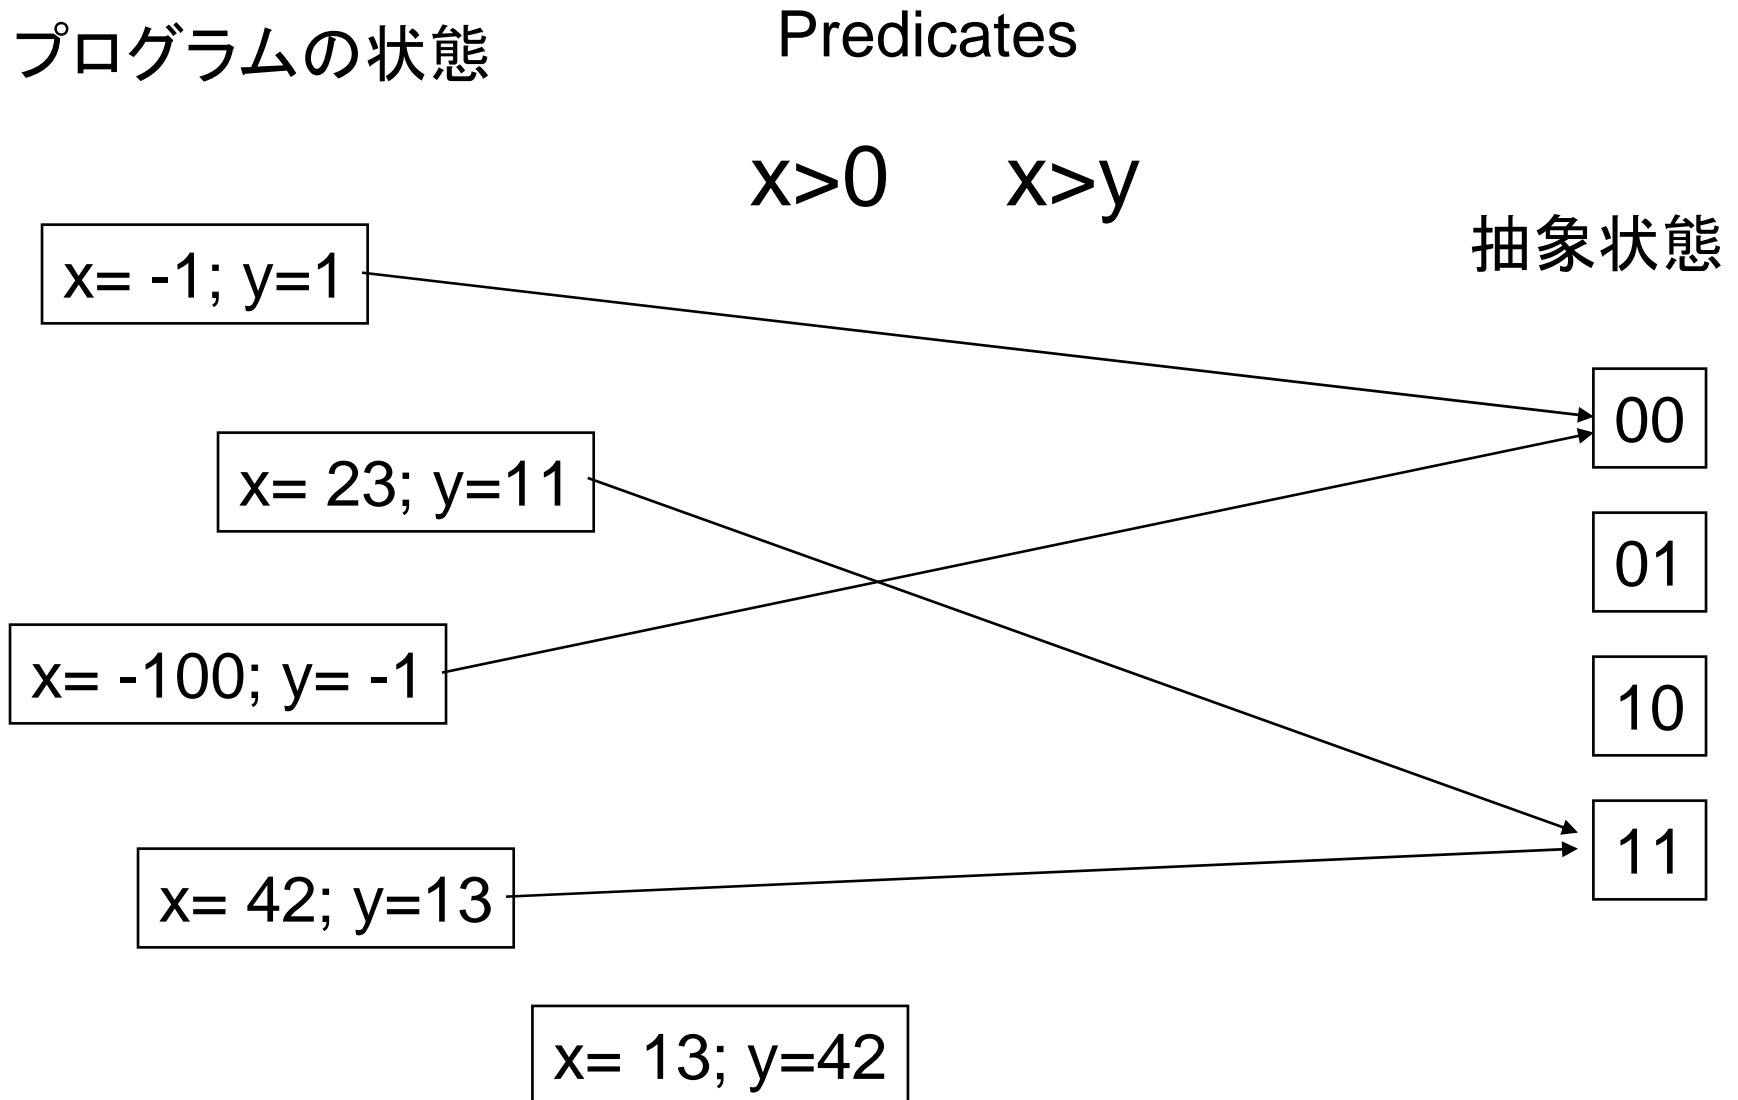 プログラムの状態
Predicates
x>0 x>y
抽象状態
x= -1; y=1
00
x= 23; y=11
01
x= -100; y= -1
10
11
x= 42; y=13
x= 13; y=42